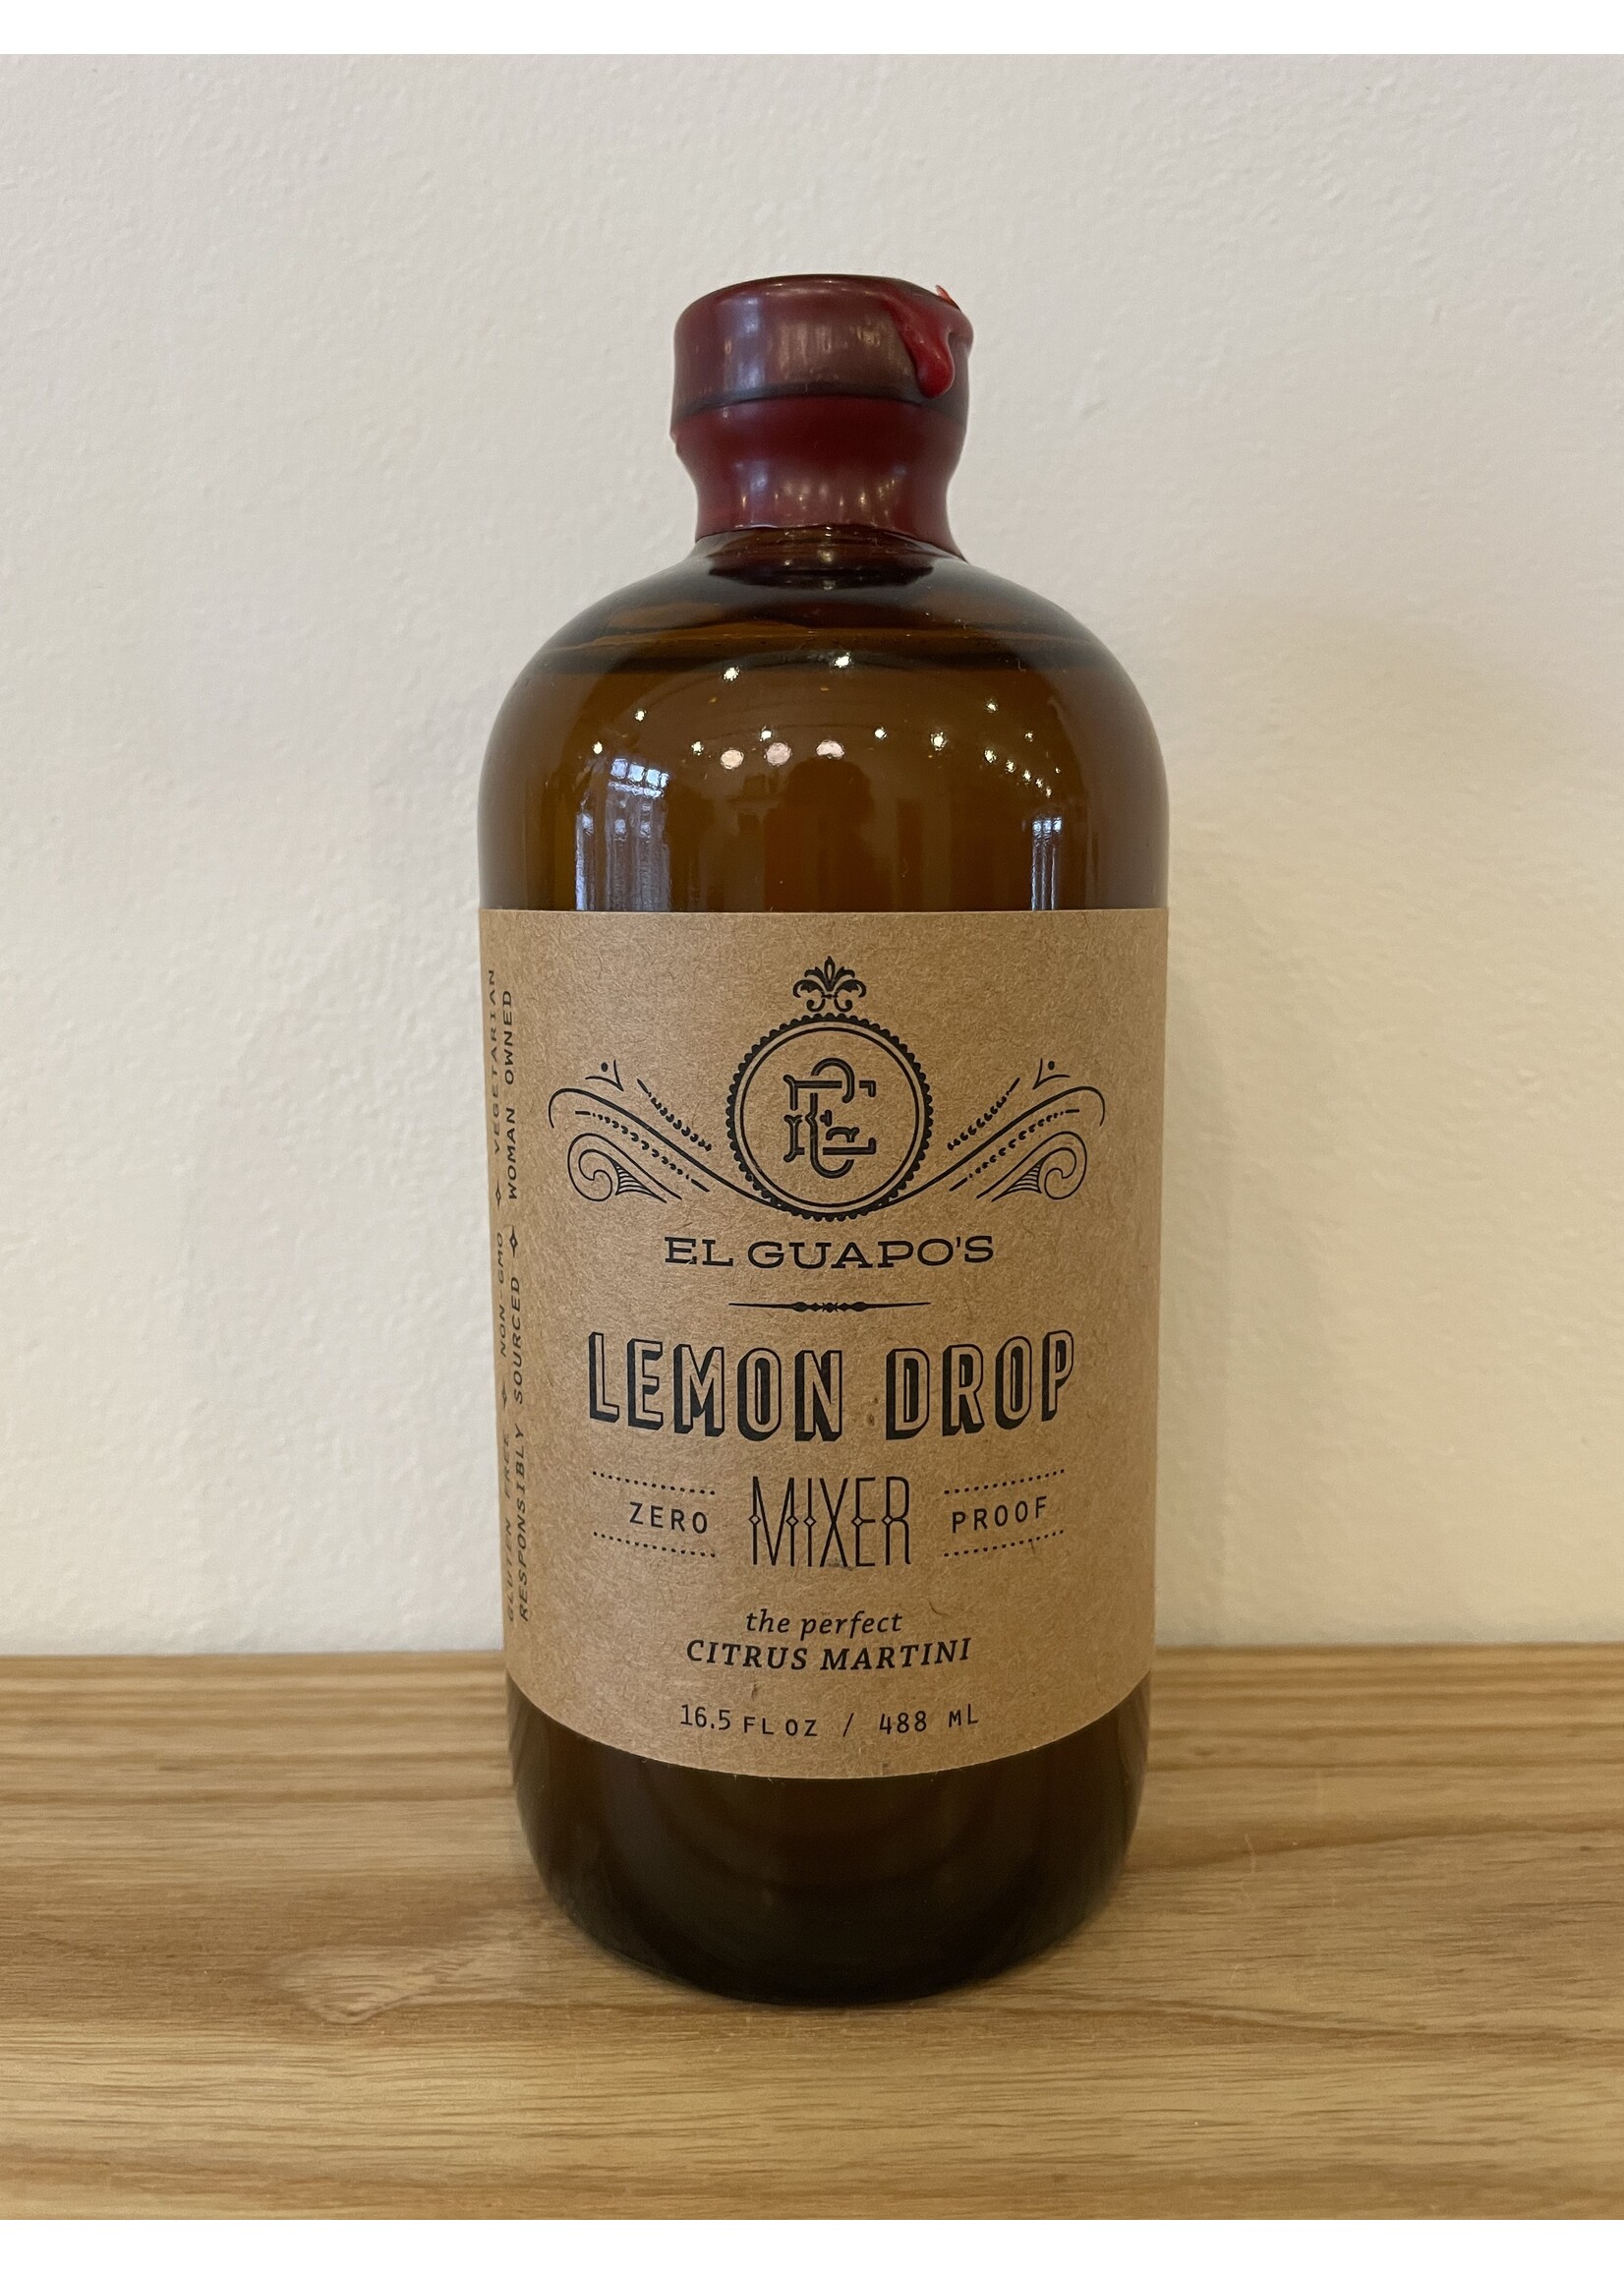 EG
EL GUAPO'S
LEMON DROP
ZERO MIXER PROOF
the perfect
CITRUS MARTINI
16.5 FL OZ / 488 ML
GLUTEN FREE NON-GMO VEGETARIAN
RESPONSIBLY SOURCED WOMAN OWNED